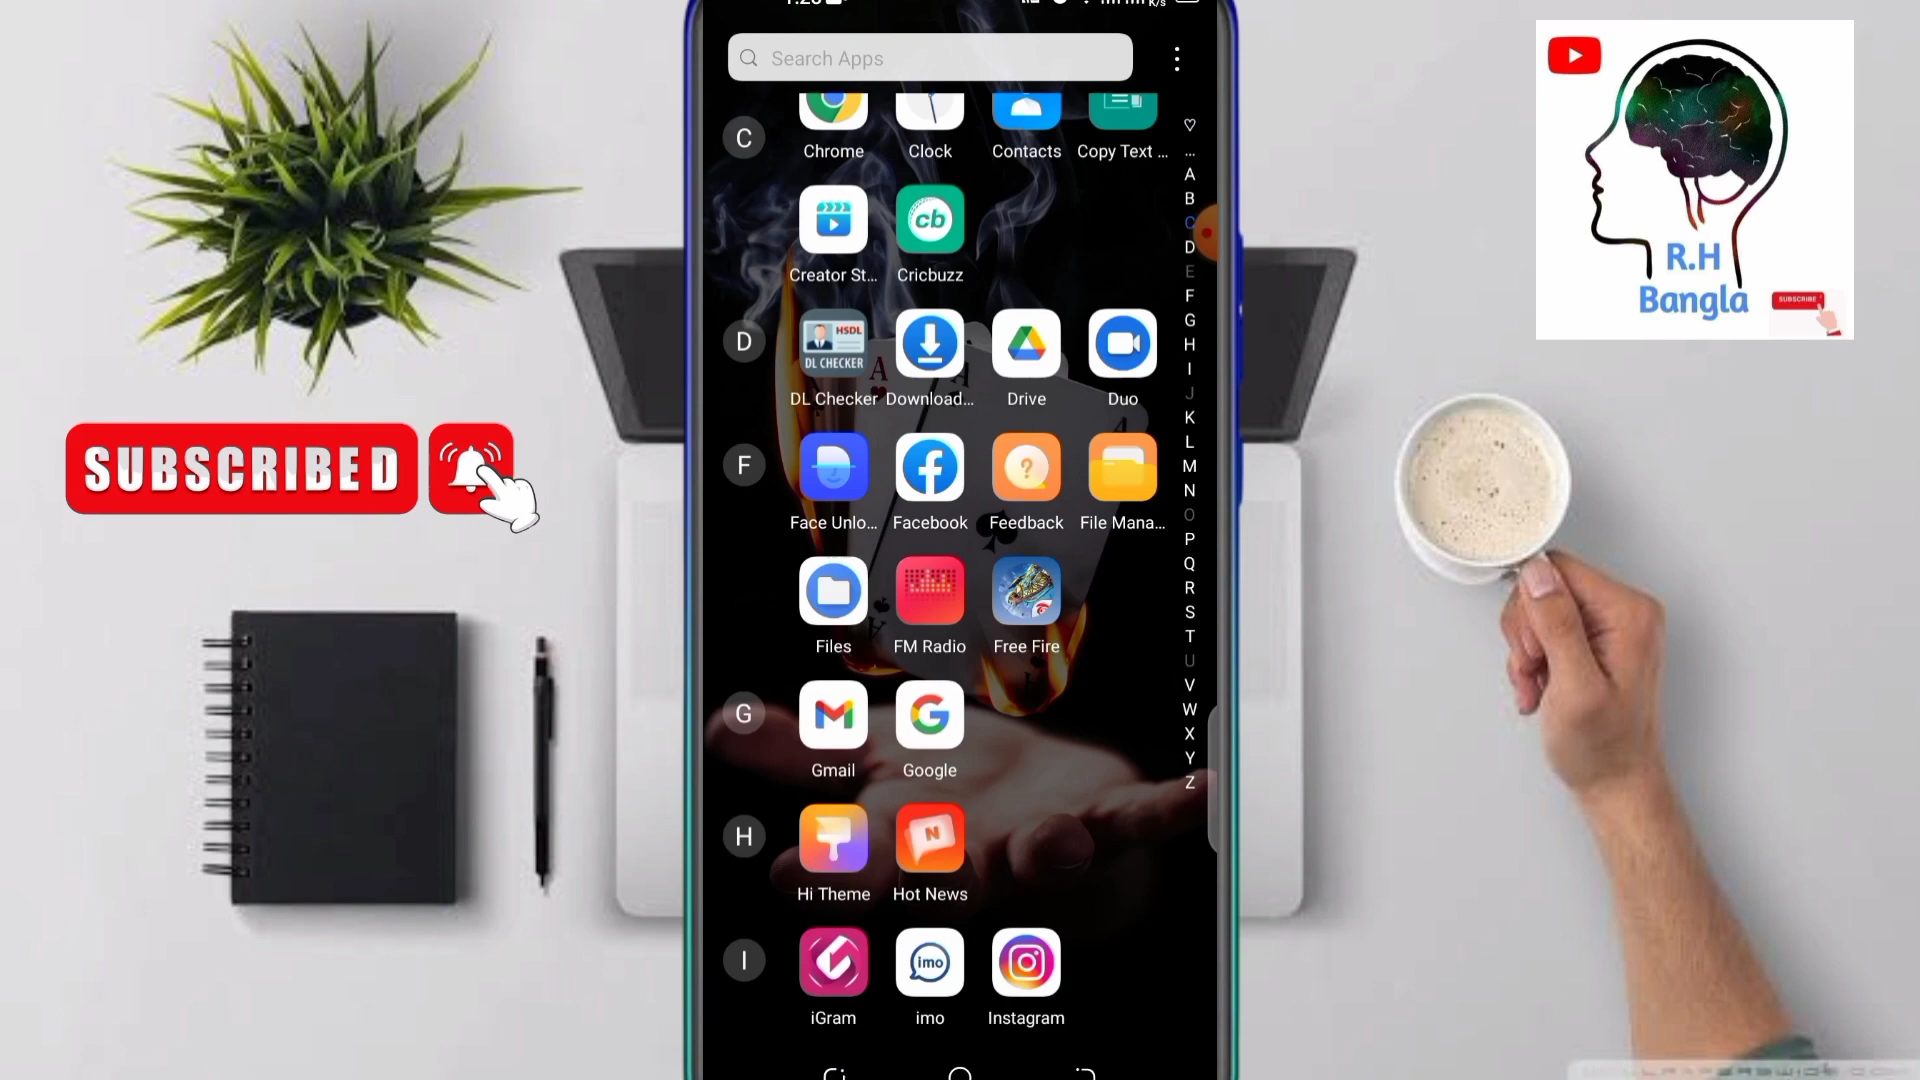 K/s
Search Apps
C
Chrome Clock Contacts Copy Text ...
cb
Creator St... Cricbuzz
D
HSDL
DL CHECKER
DL Checker Download... Drive Duo
F
Face Unlo... Facebook Feedback File Mana...
Files FM Radio Free Fire
G
Gmail Google
H
N
Hi Theme Hot News
I
imo
iGram imo Instagram
...
A
B
C
D
E
F
G
H
I
J
K
L
M
N
O
P
Q
R
S
T
U
V
W
X
Y
Z
SUBSCRIBED
R.H
Bangla
SUBSCRIBE